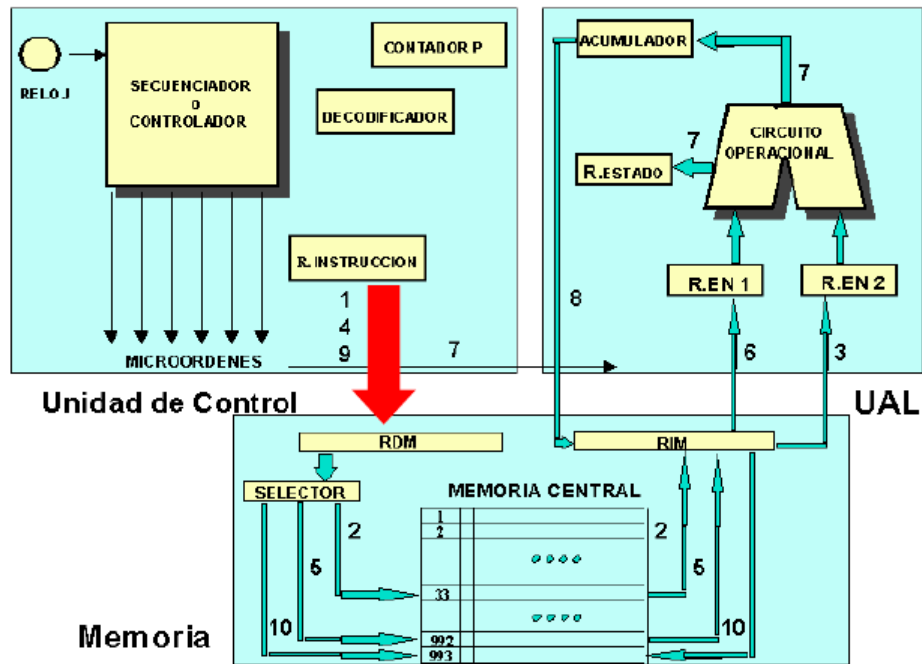 RELOJ
SECUENCIADOR
O
CONTROLADOR
CONTADOR P
DECODIFICADOR
R.INSTRUCCION
1
4
9
7
MICROORDENES
Unidad de Control
ACUMULADOR
7
CIRCUITO
OPERACIONAL
7
R.ESTADO
R.EN 1
R.EN 2
8
6
3
UAL
RDM
RIM
SELECTOR
MEMORIA CENTRAL
1
2
2
2
5
5
33
10
10
992
993
Memoria